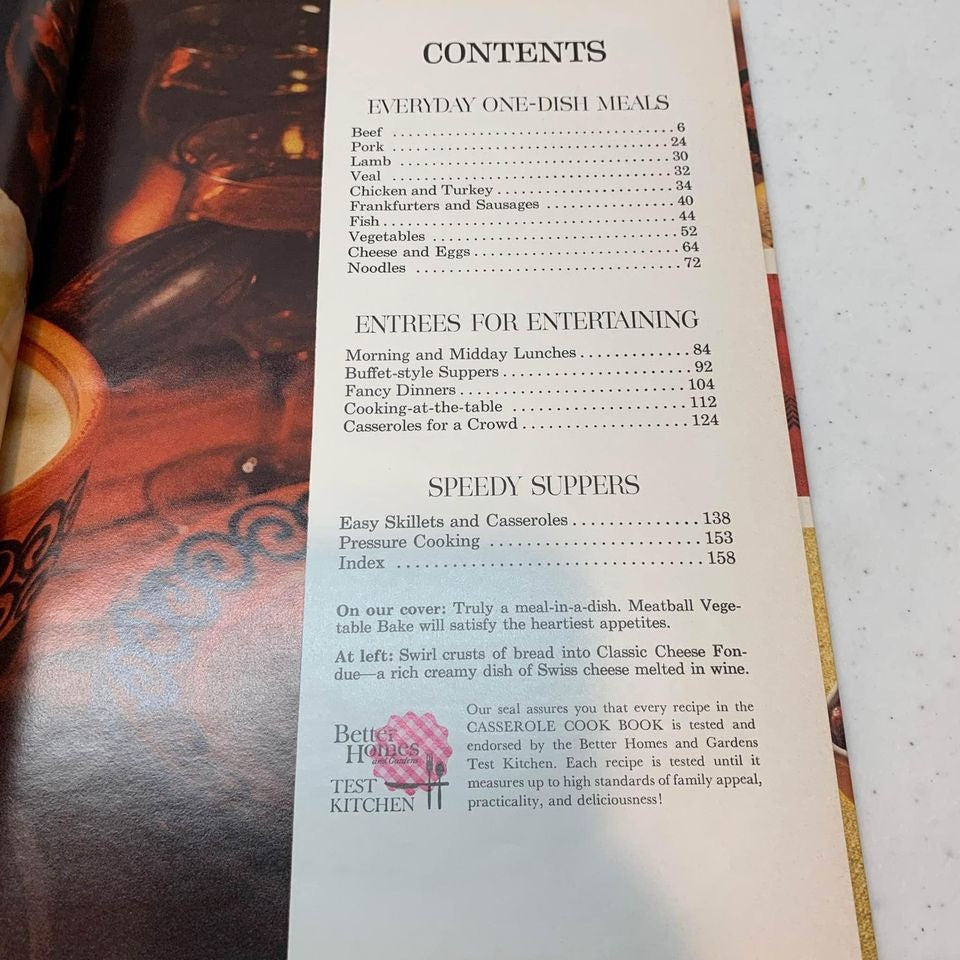 CONTENTS
EVERYDAY ONE-DISH MEALS
Beef ....................................6
Pork ...................................24
Lamb ..................................30
Veal ...................................32
Chicken and Turkey......................34
Frankfurters and Sausages ................40
Fish.....................................44
Vegetables ...............................52
Cheese and Eggs..........................64
Noodles ..................................72
ENTREES FOR ENTERTAINING
Morning and Midday Lunches.............84
Buffet-style Suppers........................92
Fancy Dinners.............................104
Cooking-at-the-table ....................112
Casseroles for a Crowd...................124
SPEEDY SUPPERS
Easy Skillets and Casseroles..............138
Pressure Cooking .......................153
Index .................................158
On our cover: Truly a meal-in-a-dish. Meatball Vege-
table Bake will satisfy the heartiest appetites.
At left: Swirl crusts of bread into Classic Cheese Fon-
due—a rich creamy dish of Swiss cheese melted in wine.
Better
Homes
and Gardens
TEST
KITCHEN
Our seal assures you that every recipe in the
CASSEROLE COOK BOOK is tested and
endorsed by the Better Homes and Gardens
Test Kitchen. Each recipe is tested until it
measures up to high standards of family appeal,
practicality, and deliciousness!